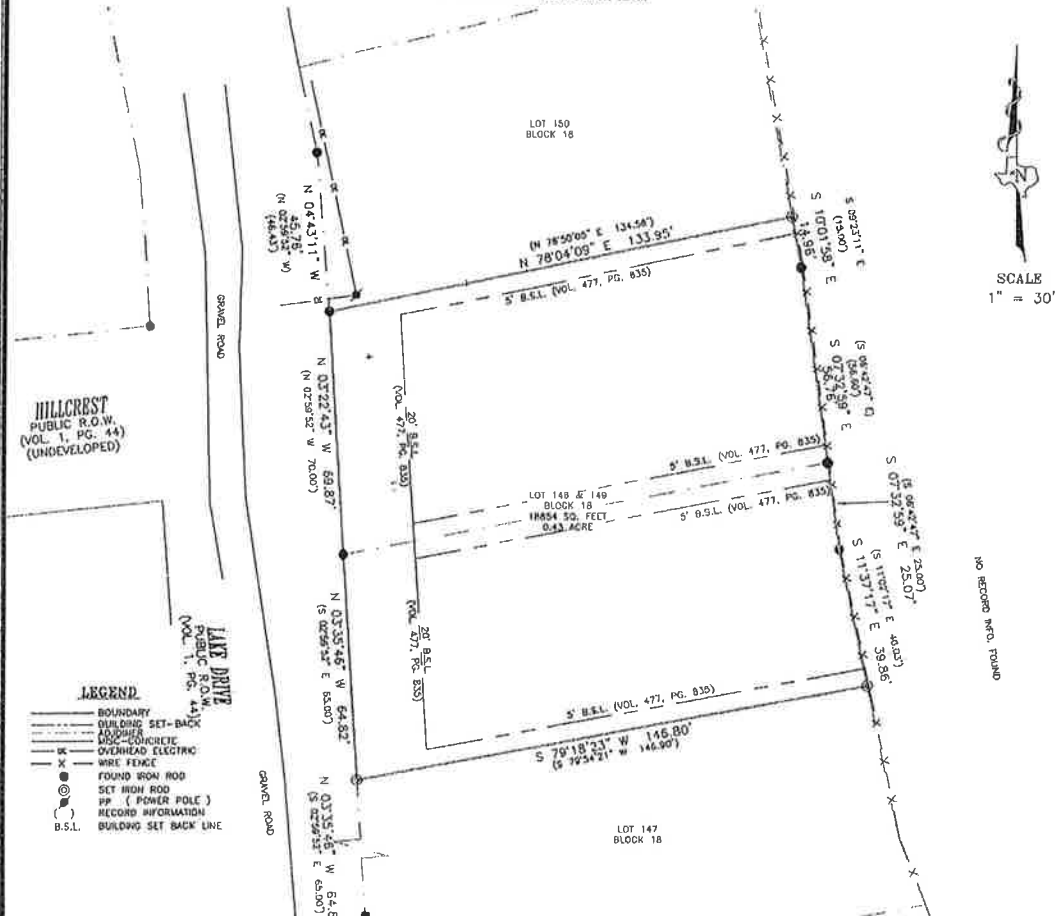 LOT 150
BLOCK 18
N 04°43'11" W
45.76'
(N 02°59'52" W)
(46.43')
(N 78°50'05" E 134.58')
N 78°04'09" E 133.95'
5' B.S.L. (VOL. 477, PG. 835)
S 09°23'11" E
(15.00')
S 10°01'58" E
14.96'
N
SCALE
1" = 30'
GRAVEL ROAD
HILLCREST
PUBLIC R.O.W.
(VOL. 1, PG. 44)
(UNDEVELOPED)
N 03°22'43" W 69.87'
(N 02°59'52" W 70.00')
20' B.S.L.
(VOL. 477, PG. 835)
(S 06°42'47" E
S 07°32'59" E
56.76'
5' B.S.L. (VOL. 477, PG. 835)
LOT 148 & 149
BLOCK 18
18854 SQ. FEET
0.43 ACRE
5' B.S.L. (VOL. 477, PG. 835)
(S 06°42'47" E 25.00')
S 07°32'59" E 25.07'
S 11°37'17" E 39.86'
NO RECORD INFO. FOUND
N 03°35'46" W 64.82'
(S 02°59'52" E 65.00')
20' B.S.L.
(VOL. 477, PG. 835)
5' B.S.L. (VOL. 477, PG. 835)
S 79°18'23" W 146.80'
(S 79°54'21" W 146.90')
LAKE DRIVE
PUBLIC R.O.W.
(VOL. 1, PG. 44)
LEGEND
BOUNDARY
BUILDING SET-BACK
ADJOINER
MISC-CONCRETE
OE OVERHEAD ELECTRIC
X WIRE FENCE
FOUND IRON ROD
SET IRON ROD
PP ( POWER POLE )
( ) RECORD INFORMATION
B.S.L. BUILDING SET BACK LINE
GRAVEL ROAD
N 03°35'46" W
(S 02°59'52" E 65.00')
LOT 147
BLOCK 18